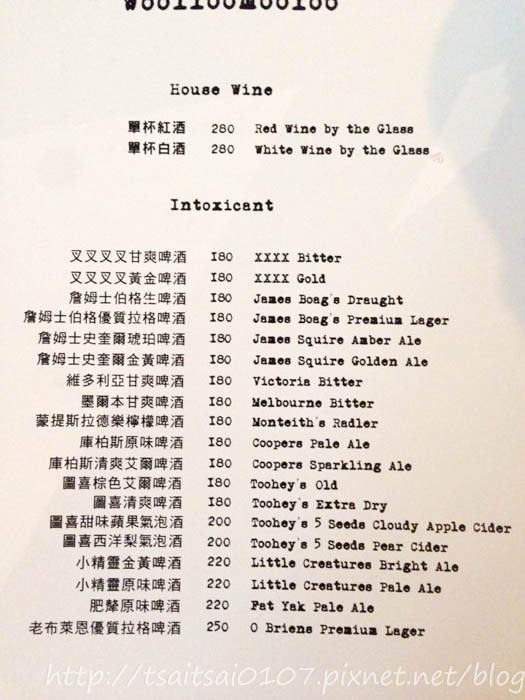 Woolloomooloo
House Wine
單杯紅酒 280 Red Wine by the Glass
單杯白酒 280 White Wine by the Glass
Intoxicant
叉叉叉叉甘爽啤酒 180 XXXX Bitter
叉叉叉叉黃金啤酒 180 XXXX Gold
詹姆士伯格生啤酒 180 James Boag's Draught
詹姆士伯格優質拉格啤酒 180 James Boag's Premium Lager
詹姆士史奎爾琥珀啤酒 180 James Squire Amber Ale
詹姆士史奎爾金黃啤酒 180 James Squire Golden Ale
維多利亞甘爽啤酒 180 Victoria Bitter
墨爾本甘爽啤酒 180 Melbourne Bitter
蒙提斯拉德樂檸檬啤酒 180 Monteith's Radler
庫柏斯原味啤酒 180 Coopers Pale Ale
庫柏斯清爽艾爾啤酒 180 Coopers Sparkling Ale
圖喜棕色艾爾啤酒 180 Toohey's Old
圖喜清爽啤酒 180 Toohey's Extra Dry
圖喜甜味蘋果氣泡酒 200 Toohey's 5 Seeds Cloudy Apple Cider
圖喜西洋梨氣泡酒 200 Toohey's 5 Seeds Pear Cider
小精靈金黃啤酒 220 Little Creatures Bright Ale
小精靈原味啤酒 220 Little Creatures Pale Ale
肥犛原味啤酒 220 Fat Yak Pale Ale
老布萊恩優質拉格啤酒 250 O Briens Premium Lager
http://tsaitsai0107.pixnet.net/blog